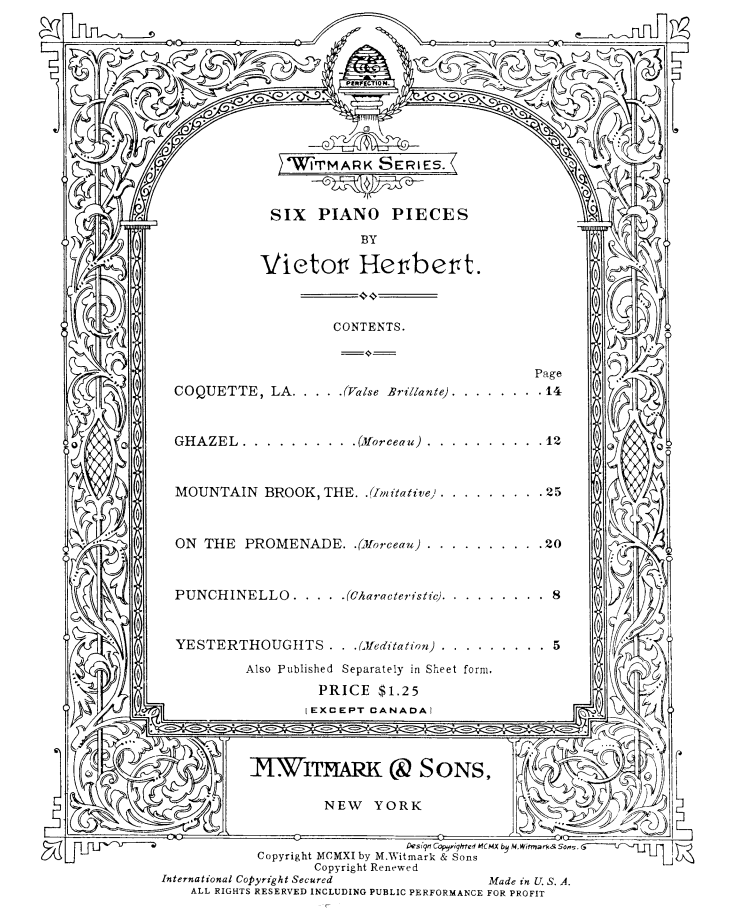 PERFECTION.
WITMARK SERIES.
SIX PIANO PIECES
BY
Victor Herbert.
CONTENTS.
Page
COQUETTE, LA. . . . .(Valse Brillante). . . . . . . . .14
GHAZEL . . . . . . . . . . .(Morceau) . . . . . . . . . . .12
MOUNTAIN BROOK, THE. . .(Imitative) . . . . . . . . . .25
ON THE PROMENADE. . .(Morceau) . . . . . . . . . . .20
PUNCHINELLO . . . . .(Characteristic). . . . . . . . . . 8
YESTERTHOUGHTS . . .(Meditation) . . . . . . . . . . 5
Also Published Separately in Sheet form.
PRICE $1.25
(EXCEPT CANADA)
M. WITMARK & SONS,
NEW YORK
Design Copyrighted MCMX by M. Witmark & Sons. G
Copyright MCMXI by M. Witmark & Sons
Copyright Renewed
International Copyright Secured Made in U. S. A.
ALL RIGHTS RESERVED INCLUDING PUBLIC PERFORMANCE FOR PROFIT